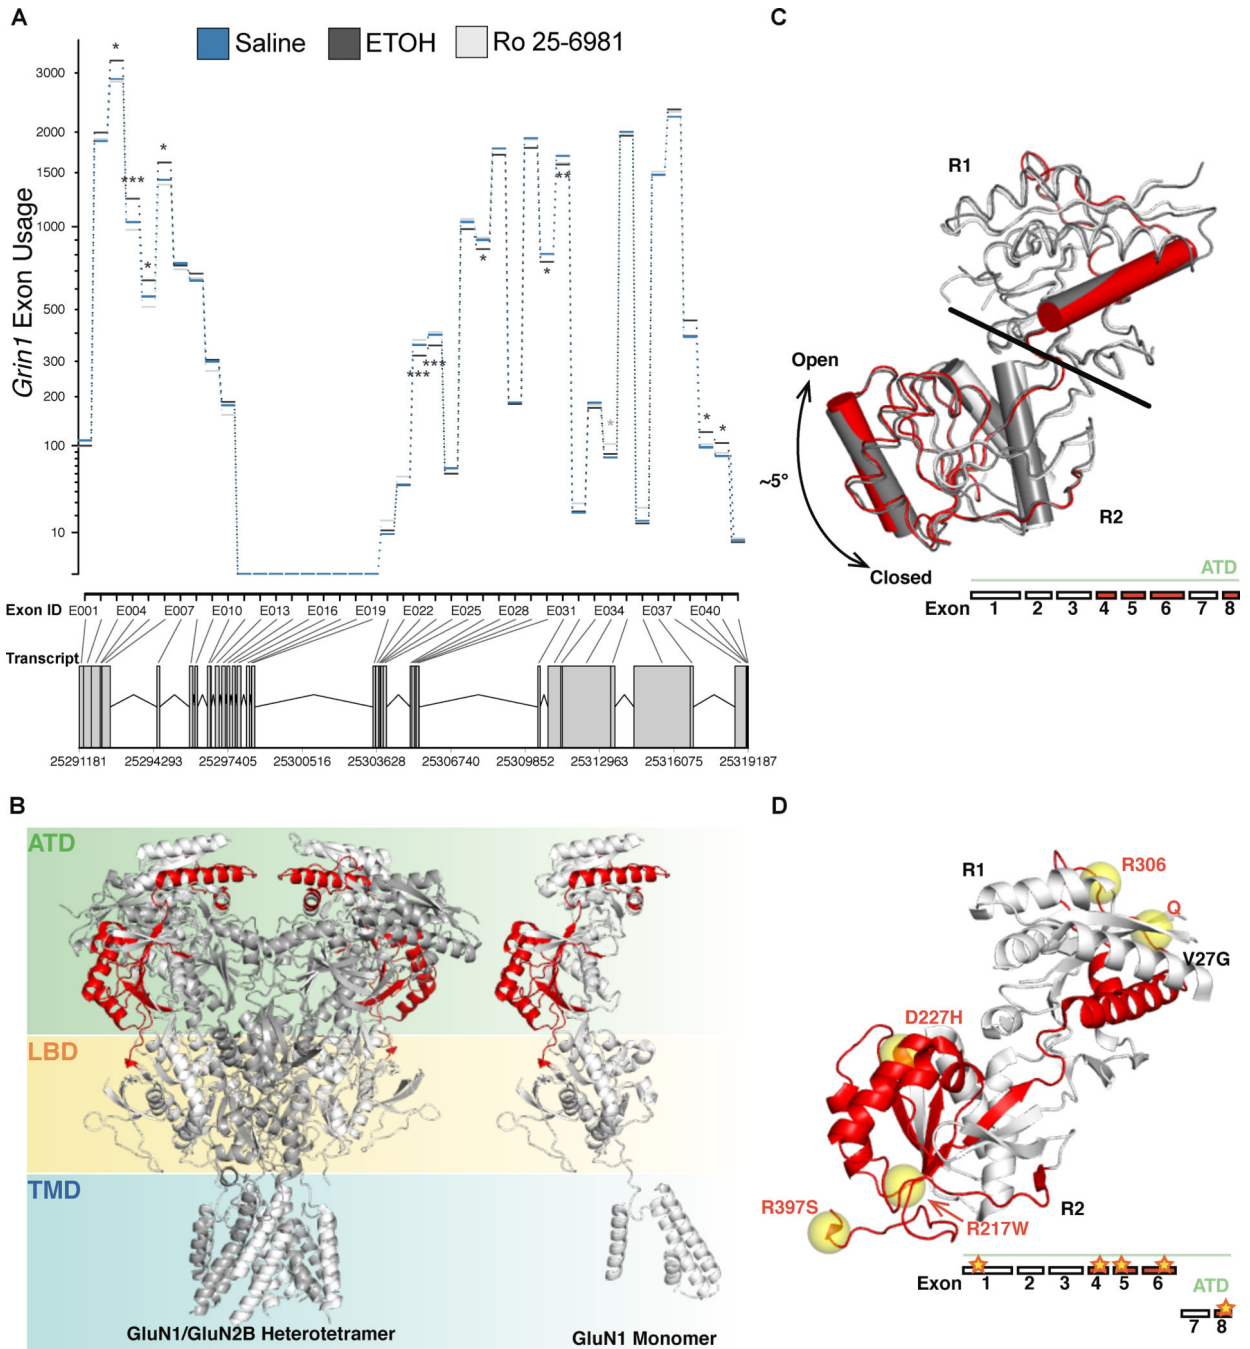 A
Saline ETOH Ro 25-6981
Grin1 Exon Usage
3000
2000
1500
1000
500
300
200
100
10
*
***
*
*
***
***
*
*
**
*
*
*
Exon ID E001 E004 E007 E010 E013 E016 E019 E022 E025 E028 E031 E034 E037 E040
Transcript
25291181 25294293 25297405 25300516 25303628 25306740 25309852 25312963 25316075 25319187
B
ATD
LBD
TMD
GluN1/GluN2B Heterotetramer
GluN1 Monomer
C
R1
Open
~5°
R2
Closed
ATD
Exon 1 2 3 4 5 6 7 8
D
R306
R1
Q
V27G
D227H
R397S
R217W
R2
Exon 1 2 3 4 5 6
ATD
7 8